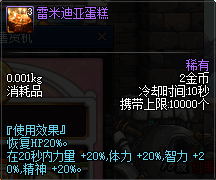 3
雷米迪亚蛋糕
稀有
0.001kg
2金币
消耗品
冷却时间10秒
携带上限10000个
『使用效果』
恢复HP20%。
在20秒内力量 +20%,体力 +20%,智力 +20%,精神 +20%。